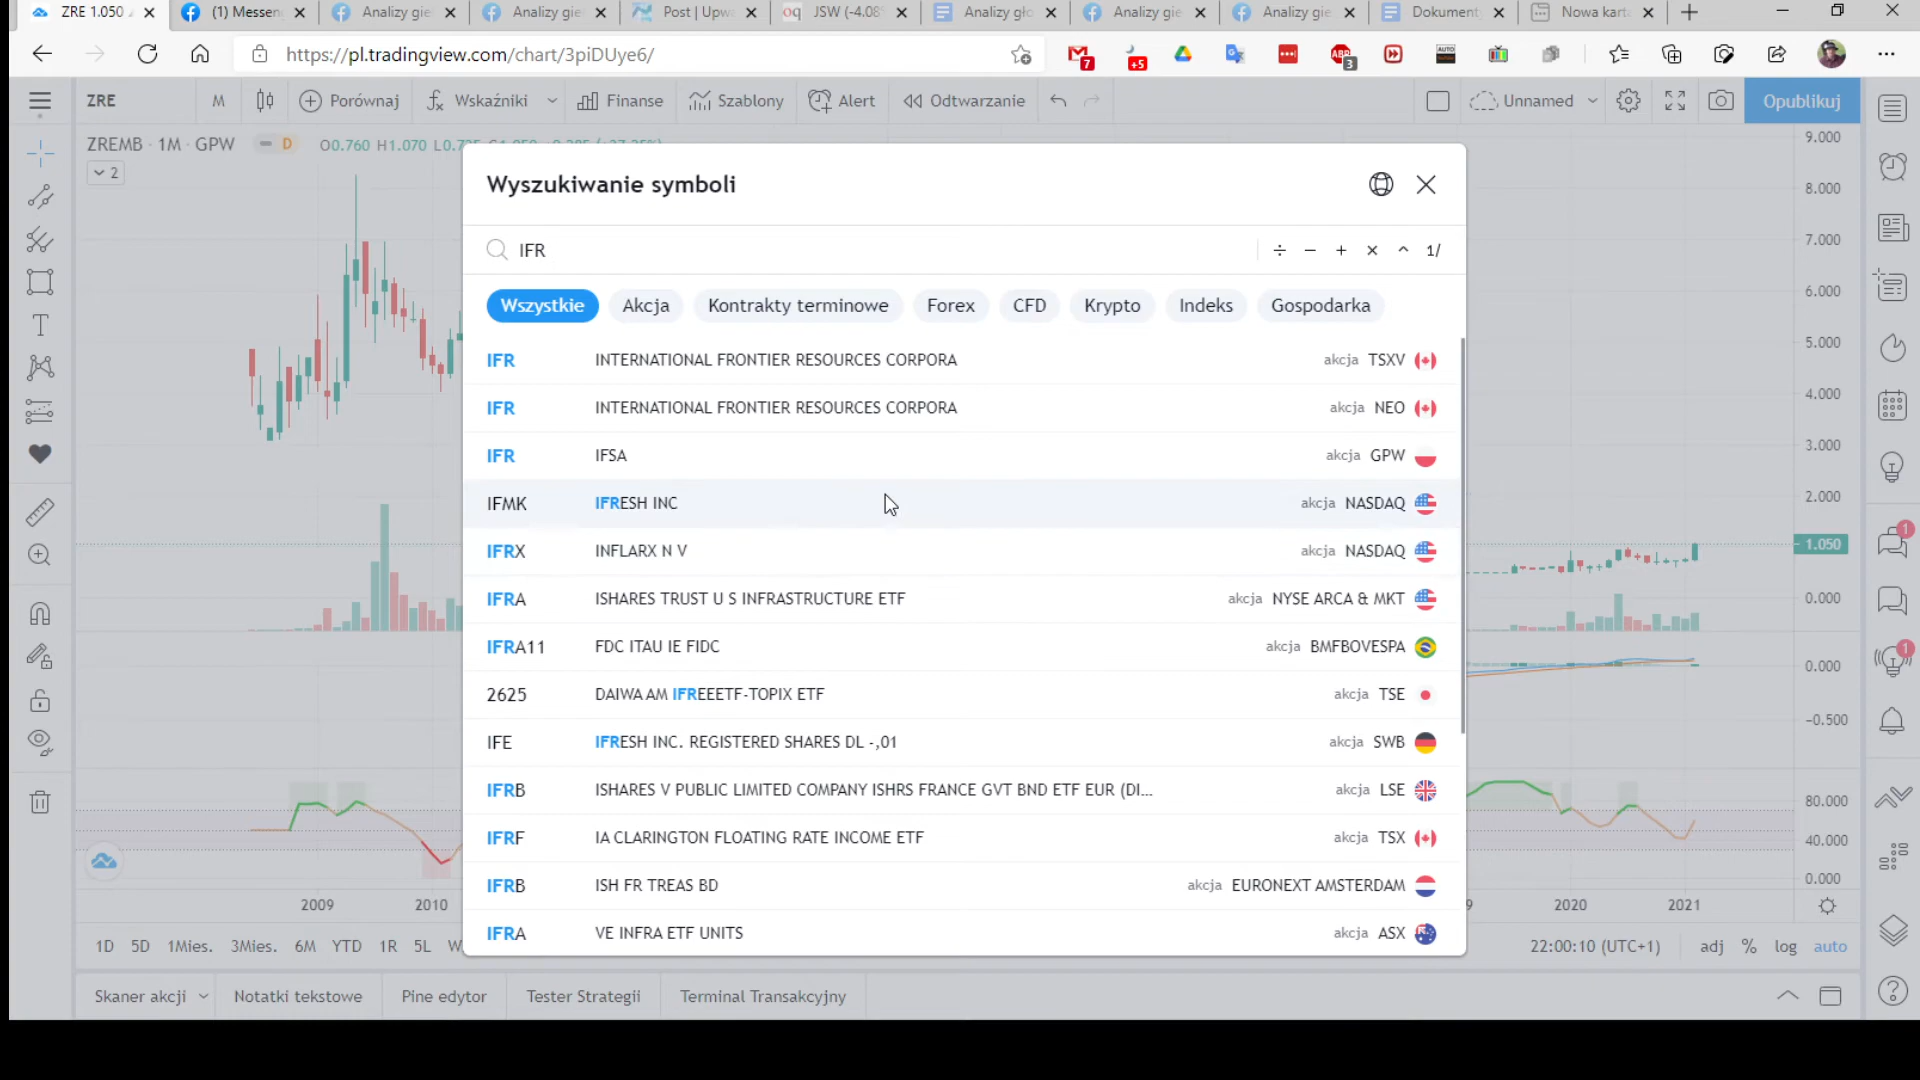 ZRE 1.050
(1) Messen
Analizy gie
Analizy gie
Post | Upw
oq JSW (-4.08
Analizy gło
Analizy gie
Analizy gie
Dokument
Nowa karta
https://pl.tradingview.com/chart/3piDUye6/
7
+5
ABP
3
AUTO
ZRE
M
Porównaj
Wskaźniki
Finanse
Szablony
Alert
Odtwarzanie
Unnamed
Opublikuj
ZREMB · 1M · GPW
D
O0.760 H1.070
2
Wyszukiwanie symboli
IFR
÷ − + × ^ 1/
Wszystkie
Akcja
Kontrakty terminowe
Forex
CFD
Krypto
Indeks
Gospodarka
IFR INTERNATIONAL FRONTIER RESOURCES CORPORA akcja TSXV
IFR INTERNATIONAL FRONTIER RESOURCES CORPORA akcja NEO
IFR IFSA akcja GPW
IFMK IFRESH INC akcja NASDAQ
IFRX INFLARX N V akcja NASDAQ
IFRA ISHARES TRUST U S INFRASTRUCTURE ETF akcja NYSE ARCA & MKT
IFRA11 FDC ITAU IE FIDC akcja BMFBOVESPA
2625 DAIWA AM IFREEETF-TOPIX ETF akcja TSE
IFE IFRESH INC. REGISTERED SHARES DL -,01 akcja SWB
IFRB ISHARES V PUBLIC LIMITED COMPANY ISHRS FRANCE GVT BND ETF EUR (DI... akcja LSE
IFRF IA CLARINGTON FLOATING RATE INCOME ETF akcja TSX
IFRB ISH FR TREAS BD akcja EURONEXT AMSTERDAM
IFRA VE INFRA ETF UNITS akcja ASX
9.000
8.000
7.000
6.000
5.000
4.000
3.000
2.000
1.050
0.000
0.000
-0.500
80.000
40.000
0.000
1
1
2009
2010
9
2020
2021
1D 5D 1Mies. 3Mies. 6M YTD 1R 5L W
22:00:10 (UTC+1)
adj % log auto
Skaner akcji
Notatki tekstowe
Pine edytor
Tester Strategii
Terminal Transakcyjny